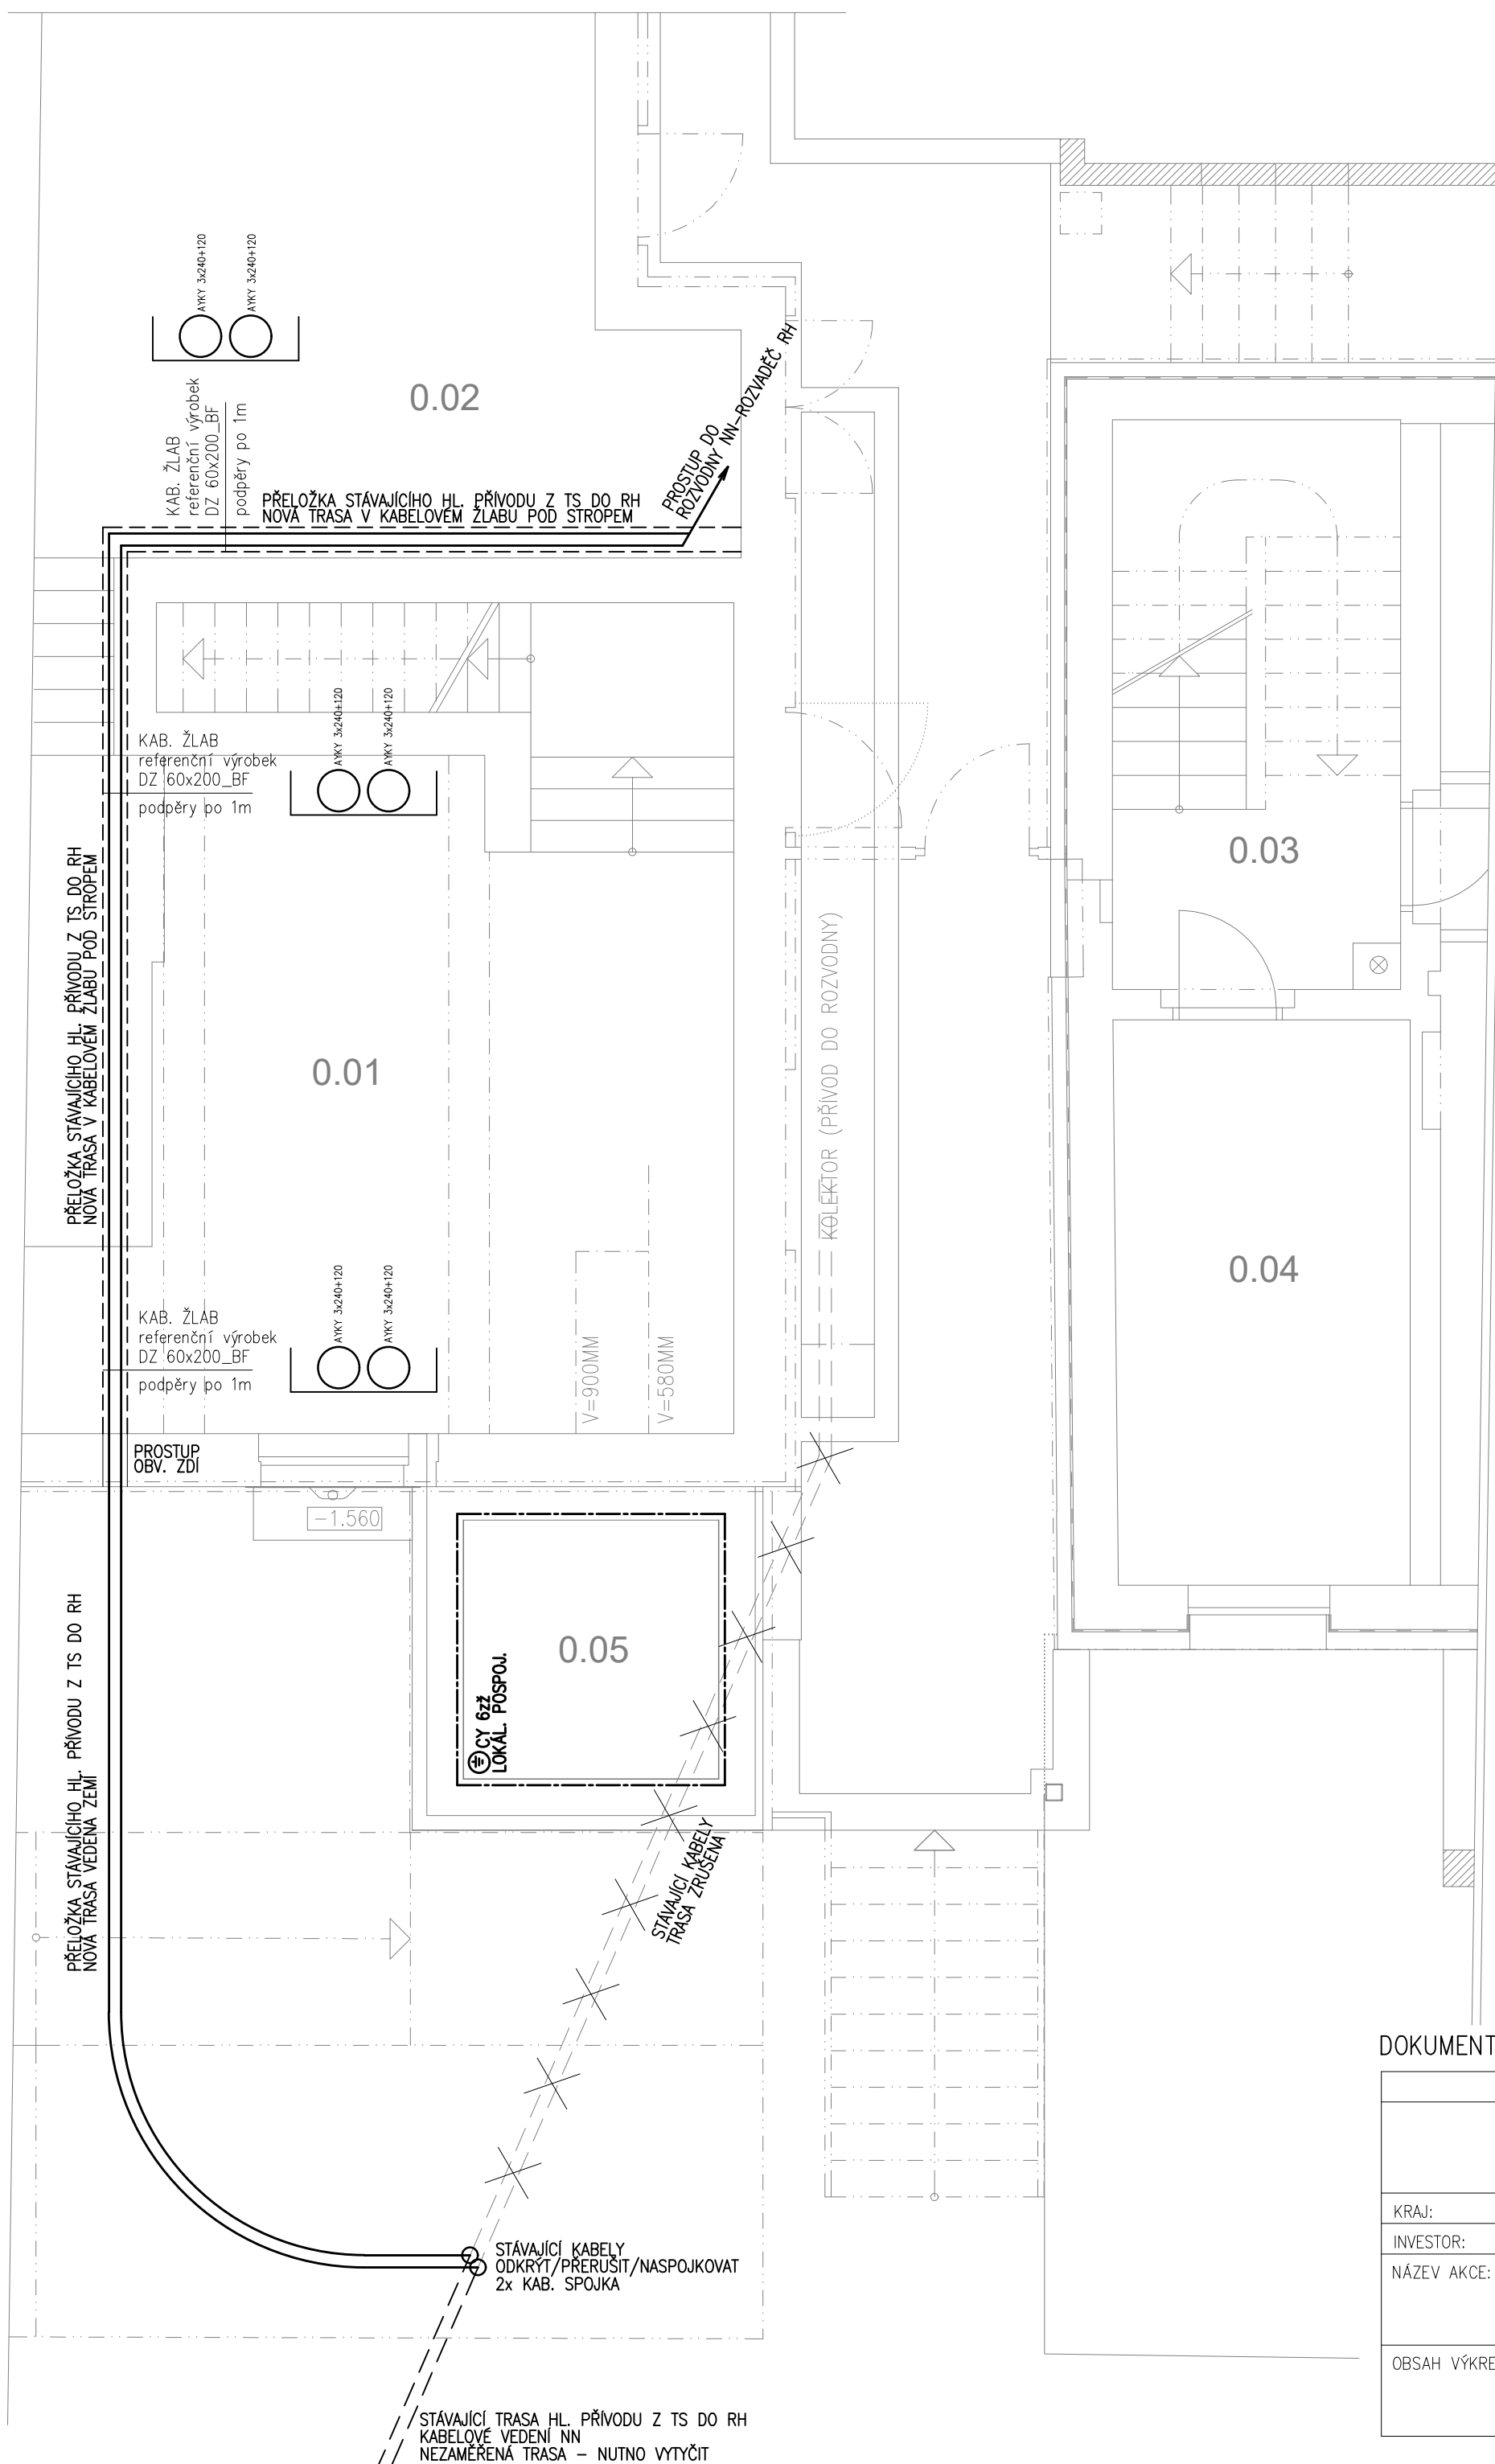 AYKY 3x240+120
AYKY 3x240+120
KAB. ŽLAB
referenční výrobek
DZ 60x200_BF
podpěry po 1m
0.02
PROSTUP DO
ROZVODNY NN-ROZVADĚČ RH
PŘELOŽKA STÁVAJÍCÍHO HL. PŘÍVODU Z TS DO RH
NOVÁ TRASA V KABELOVÉM ŽLABU POD STROPEM
AYKY 3x240+120
AYKY 3x240+120
KAB. ŽLAB
referenční výrobek
DZ 60x200_BF
podpěry po 1m
0.03
PŘELOŽKA STÁVAJÍCÍHO HL. PŘÍVODU Z TS DO RH
NOVÁ TRASA V KABELOVÉM ŽLABU POD STROPEM
0.01
KOLEKTOR (PŘÍVOD DO ROZVODNY)
0.04
AYKY 3x240+120
AYKY 3x240+120
KAB. ŽLAB
referenční výrobek
DZ 60x200_BF
podpěry po 1m
V=900MM
V=580MM
PROSTUP
OBV. ZDÍ
-1.560
0.05
CY 6zž
LOKÁL. POSPOJ.
PŘELOŽKA STÁVAJÍCÍHO HL. PŘÍVODU Z TS DO RH
NOVÁ TRASA VEDENA ZEMÍ
STÁVAJÍCÍ KABELY
TRASA ZRUŠENA
DOKUMENT
KRAJ:
INVESTOR:
NÁZEV AKCE:
OBSAH VÝKRE
STÁVAJÍCÍ KABELY
ODKRÝT/PŘERUŠIT/NASPOJKOVAT
2x KAB. SPOJKA
STÁVAJÍCÍ TRASA HL. PŘÍVODU Z TS DO RH
KABELOVÉ VEDENÍ NN
NEZAMĚŘENÁ TRASA – NUTNO VYTYČIT